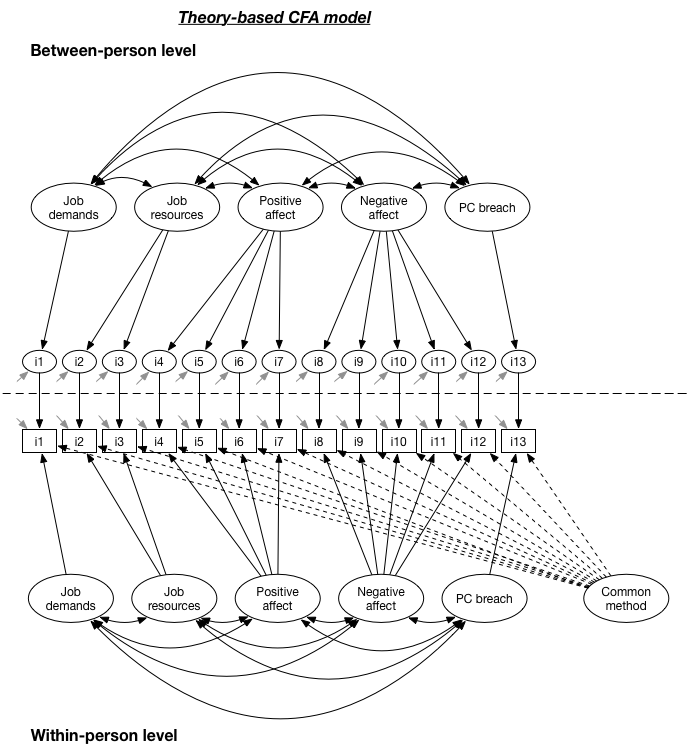 Theory-based CFA model
Between-person level
Job
demands
Job
resources
Positive
affect
Negative
affect
PC breach
i1 i2 i3 i4 i5 i6 i7 i8 i9 i10 i11 i12 i13
i1 i2 i3 i4 i5 i6 i7 i8 i9 i10 i11 i12 i13
Job
demands
Job
resources
Positive
affect
Negative
affect
PC breach
Common
method
Within-person level